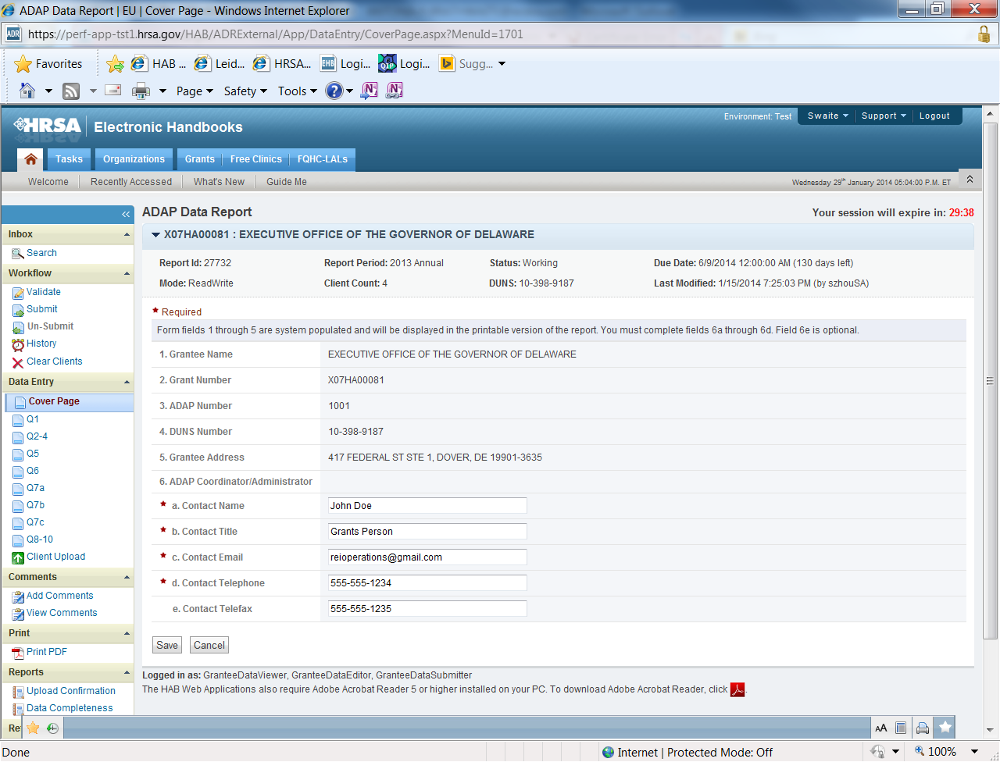 ADAP Data Report | EU | Cover Page - Windows Internet Explorer
ADR https://perf-app-tst1.hrsa.gov/HAB/ADRExternal/App/DataEntry/CoverPage.aspx?MenuId=1701
Favorites HAB ... Leid... HRSA... EHB Logi... Logi... Sugg...
Page Safety Tools
HRSA Electronic Handbooks Environment: Test Swaite Support Logout
Tasks Organizations Grants Free Clinics FQHC-LALs
Welcome Recently Accessed What's New Guide Me Wednesday 29th January 2014 05:04:00 P.M. ET
ADAP Data Report Your session will expire in: 29:38
X07HA00081 : EXECUTIVE OFFICE OF THE GOVERNOR OF DELAWARE
Report Id: 27732 Report Period: 2013 Annual Status: Working Due Date: 6/9/2014 12:00:00 AM (130 days left)
Mode: ReadWrite Client Count: 4 DUNS: 10-398-9187 Last Modified: 1/15/2014 7:25:03 PM (by szhouSA)
* Required
Form fields 1 through 5 are system populated and will be displayed in the printable version of the report. You must complete fields 6a through 6d. Field 6e is optional.
1. Grantee Name EXECUTIVE OFFICE OF THE GOVERNOR OF DELAWARE
2. Grant Number X07HA00081
3. ADAP Number 1001
4. DUNS Number 10-398-9187
5. Grantee Address 417 FEDERAL ST STE 1, DOVER, DE 19901-3635
6. ADAP Coordinator/Administrator
* a. Contact Name John Doe
* b. Contact Title Grants Person
* c. Contact Email reioperations@gmail.com
* d. Contact Telephone 555-555-1234
e. Contact Telefax 555-555-1235
Save Cancel
Logged in as: GranteeDataViewer, GranteeDataEditor, GranteeDataSubmitter
The HAB Web Applications also require Adobe Acrobat Reader 5 or higher installed on your PC. To download Adobe Acrobat Reader, click .
Inbox
Search
Workflow
Validate
Submit
Un-Submit
History
Clear Clients
Data Entry
Cover Page
Q1
Q2-4
Q5
Q6
Q7a
Q7b
Q7c
Q8-10
Client Upload
Comments
Add Comments
View Comments
Print
Print PDF
Reports
Upload Confirmation
Data Completeness
Re
AA
Done Internet | Protected Mode: Off 100%